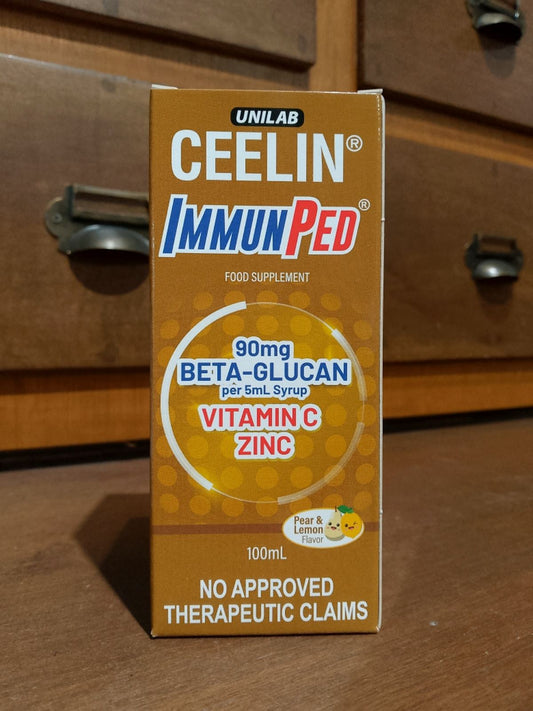 UNILAB
CEELIN®
IMMUNPED®
FOOD SUPPLEMENT
90mg
BETA-GLUCAN
per 5mL Syrup
VITAMIN C
ZINC
Pear &
Lemon
Flavor
100mL
NO APPROVED
THERAPEUTIC CLAIMS